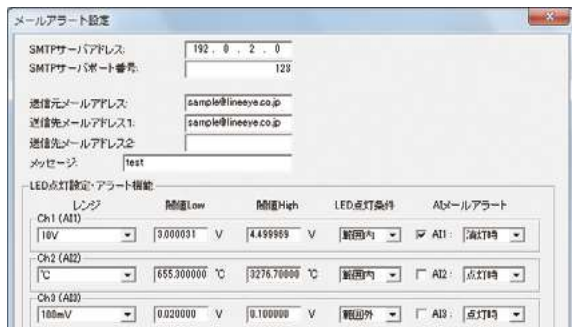 メールアラート設定
SMTPサーバアドレス: 192 . 0 . 2 . 0
SMTPサーバポート番号: 123
送信元メールアドレス: sample@lineeye.co.jp
送信先メールアドレス1: sample@lineeye.co.jp
送信先メールアドレス2:
メッセージ: test
LED点灯設定・アラート機能
レンジ 閾値Low 閾値High LED点灯条件 AIメールアラート
Ch1 (AI1)
10V 3.000031 V 4.499969 V 範囲内 AI1: 消灯時
Ch2 (AI2)
℃ 655.300000 ℃ 3276.70000 ℃ 範囲内 AI2: 点灯時
Ch3 (AI3)
100mV 0.020000 V 0.100000 V 範囲外 AI3: 点灯時